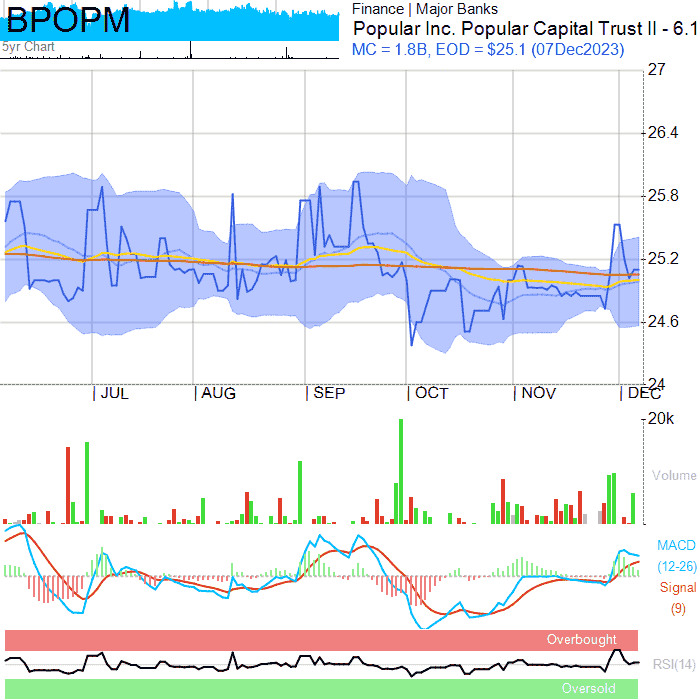 BPOPM
5yr Chart
Finance | Major Banks
Popular Inc. Popular Capital Trust II - 6.1
MC = 1.8B, EOD = $25.1 (07Dec2023)
27
26.4
25.8
25.2
24.6
24
JUL AUG SEP OCT NOV DEC
20k
Volume
MACD
(12-26)
Signal
(9)
Overbought
RSI(14)
Oversold